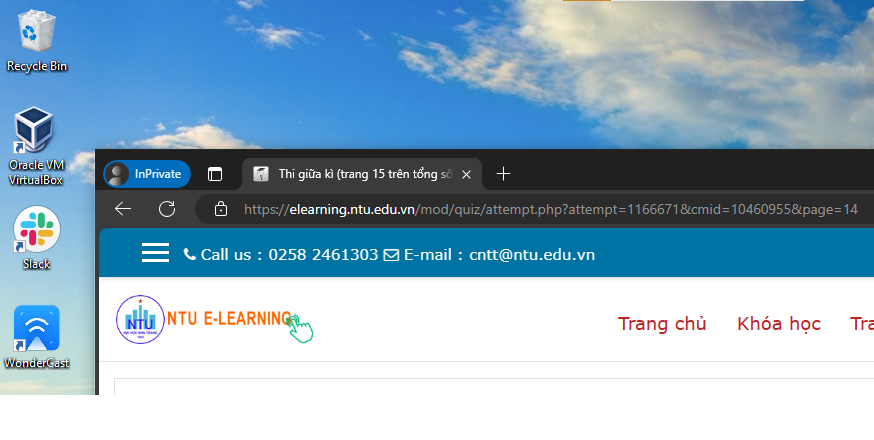 Recycle Bin
Oracle VM
VirtualBox
Slack
WonderCast
InPrivate
Thi giữa kì (trang 15 trên tổng số
https://elearning.ntu.edu.vn/mod/quiz/attempt.php?attempt=1166671&cmid=10460955&page=14
Call us : 0258 2461303 E-mail : cntt@ntu.edu.vn
NTU
NTU E-LEARNING
Trang chủ Khóa học Tra